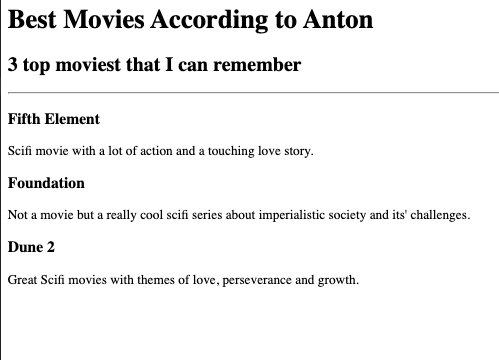 Best Movies According to Anton
3 top moviest that I can remember
Fifth Element
Scifi movie with a lot of action and a touching love story.
Foundation
Not a movie but a really cool scifi series about imperialistic society and its' challenges.
Dune 2
Great Scifi movies with themes of love, perseverance and growth.